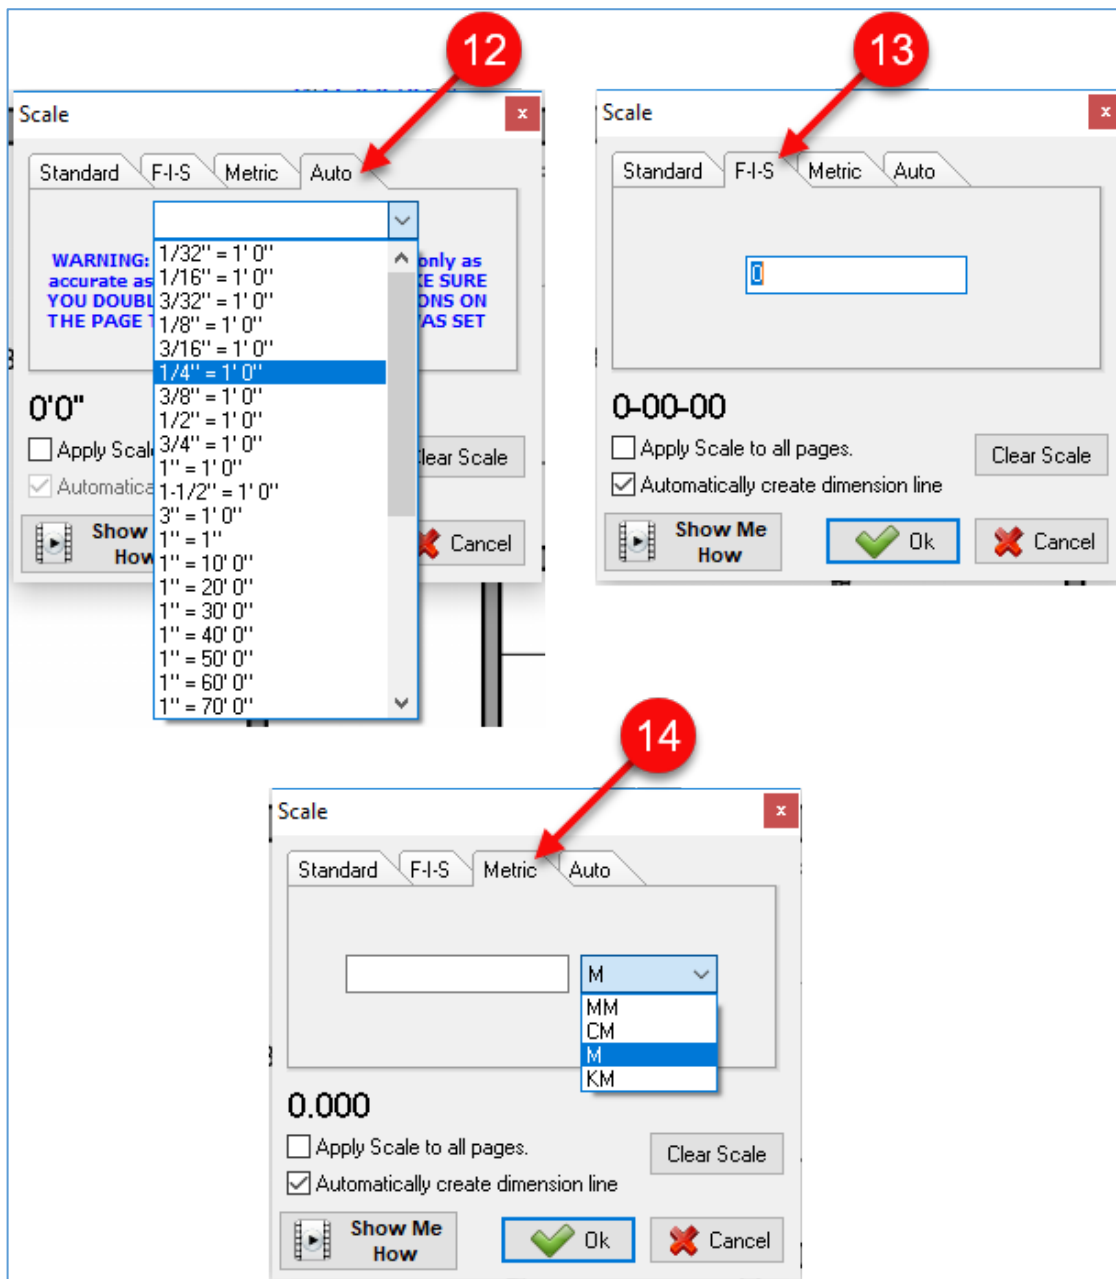 12
Scale
x
Standard F-I-S Metric Auto
WARNING: only as
accurate as KE SURE
YOU DOUBL ONS ON
THE PAGE T AS SET
1/32" = 1' 0"
1/16" = 1' 0"
3/32" = 1' 0"
1/8" = 1' 0"
3/16" = 1' 0"
1/4" = 1' 0"
3/8" = 1' 0"
1/2" = 1' 0"
3/4" = 1' 0"
1" = 1' 0"
1-1/2" = 1' 0"
3" = 1' 0"
1" = 1"
1" = 10' 0"
1" = 20' 0"
1" = 30' 0"
1" = 40' 0"
1" = 50' 0"
1" = 60' 0"
1" = 70' 0"
0'0"
Apply Scal
lear Scale
Automatica
Show
How
Cancel
13
Scale
x
Standard F-I-S Metric Auto
0
0-00-00
Apply Scale to all pages.
Clear Scale
Automatically create dimension line
Show Me
How
Ok
Cancel
14
Scale
x
Standard F-I-S Metric Auto
M
MM
CM
M
KM
0.000
Apply Scale to all pages.
Clear Scale
Automatically create dimension line
Show Me
How
Ok
Cancel